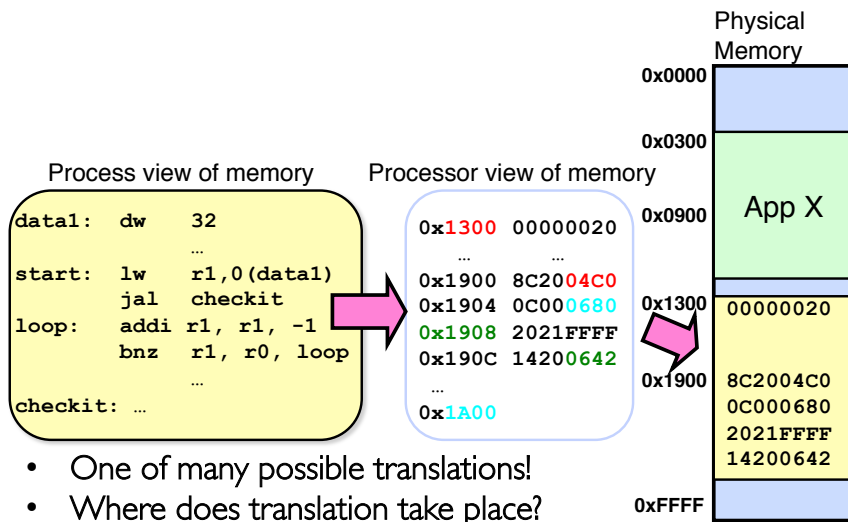 Physical
Memory
0x0000
0x0300
App X
0x0900
0x1300
00000020
0x1900
8C2004C0
0C000680
2021FFFF
14200642
0xFFFF
Process view of memory
data1: dw 32
…
start: lw r1,0(data1)
jal checkit
loop: addi r1, r1, -1
bnz r1, r0, loop
…
checkit: …
Processor view of memory
0x1300 00000020
… …
0x1900 8C2004C0
0x1904 0C000680
0x1908 2021FFFF
0x190C 14200642
…
0x1A00
• One of many possible translations!
• Where does translation take place?